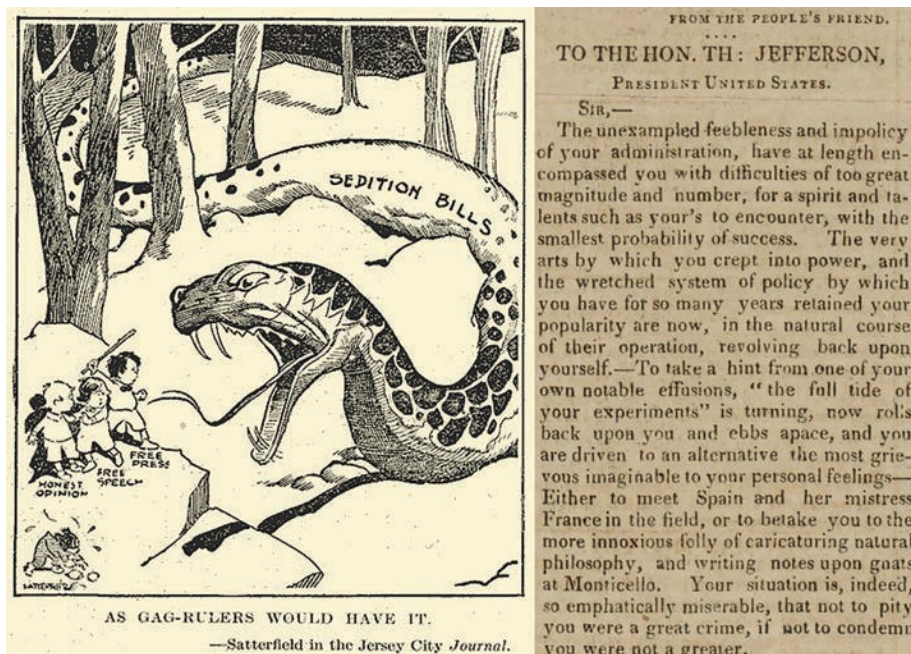 SEDITION BILLS
HONEST
OPINION
FREE
SPEECH
FREE
PRESS
SATTERFIELD
AS GAG-RULERS WOULD HAVE IT.
—Satterfield in the Jersey City Journal.
FROM THE PEOPLE'S FRIEND.
....
TO THE HON. TH: JEFFERSON,
PRESIDENT UNITED STATES.
SIR,—
The unexampled feebleness and impolicy
of your administration, have at length en-
compassed you with difficulties of too great
magnitude and number, for a spirit and ta-
lents such as your's to encounter, with the
smallest probability of success. The very
arts by which you crept into power, and
the wretched system of policy by which
you have for so many years retained your
popularity are now, in the natural course
of their operation, revolving back upon
yourself.—To take a hint from one of your
own notable effusions, "the full tide of
your experiments" is turning, now rolls
back upon you and ebbs apace, and you
are driven to an alternative the most grie-
vous imaginable to your personal feelings—
Either to meet Spain and her mistress
France in the field, or to betake you to the
more innoxious folly of caricaturing natural
philosophy, and writing notes upon gnats
at Monticello. Your situation is, indeed,
so emphatically miserable, that not to pity
you were a great crime, if not to condemn
you were not a greater.